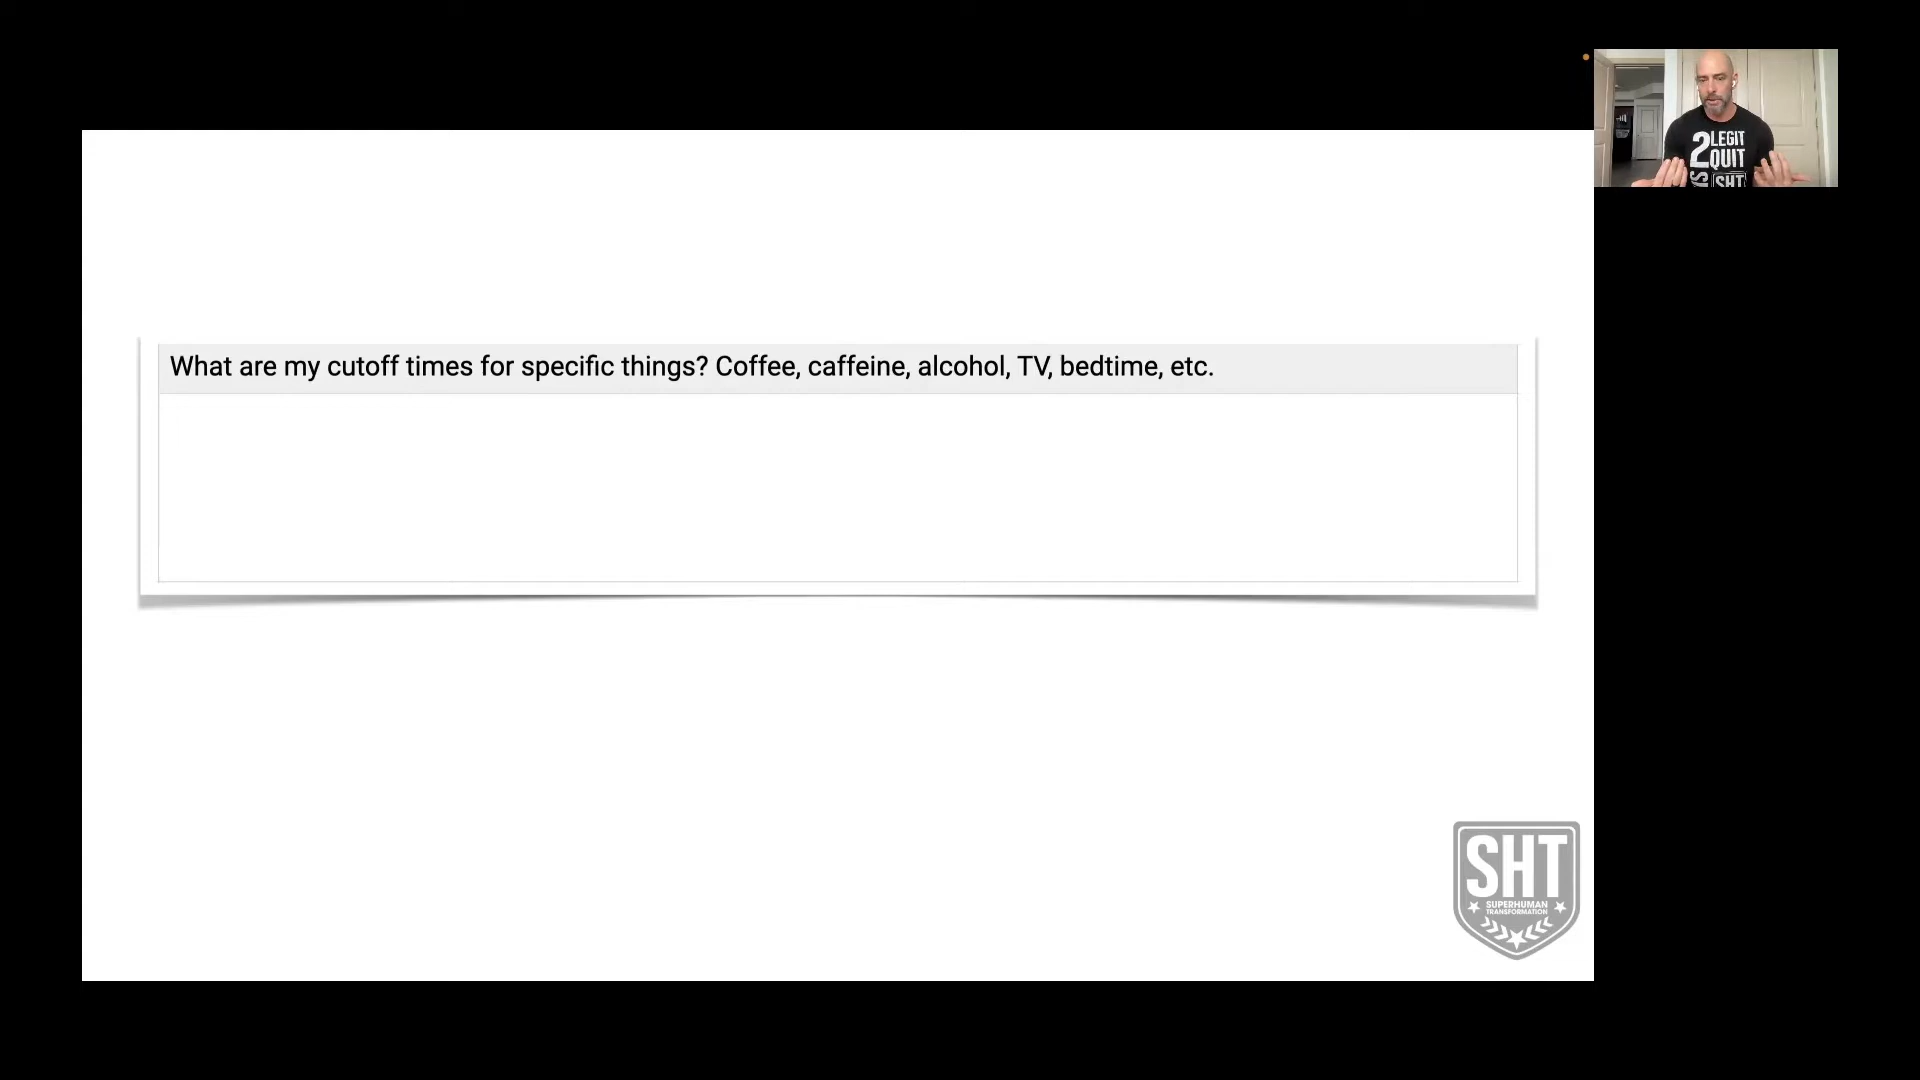 2 LEGIT
QUIT
SHT
What are my cutoff times for specific things? Coffee, caffeine, alcohol, TV, bedtime, etc.
SHT
SUPERHUMAN
TRANSFORMATION